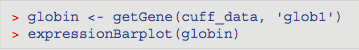 > globin <- getGene(cuff_data, 'glob1')
> expressionBarplot(globin)